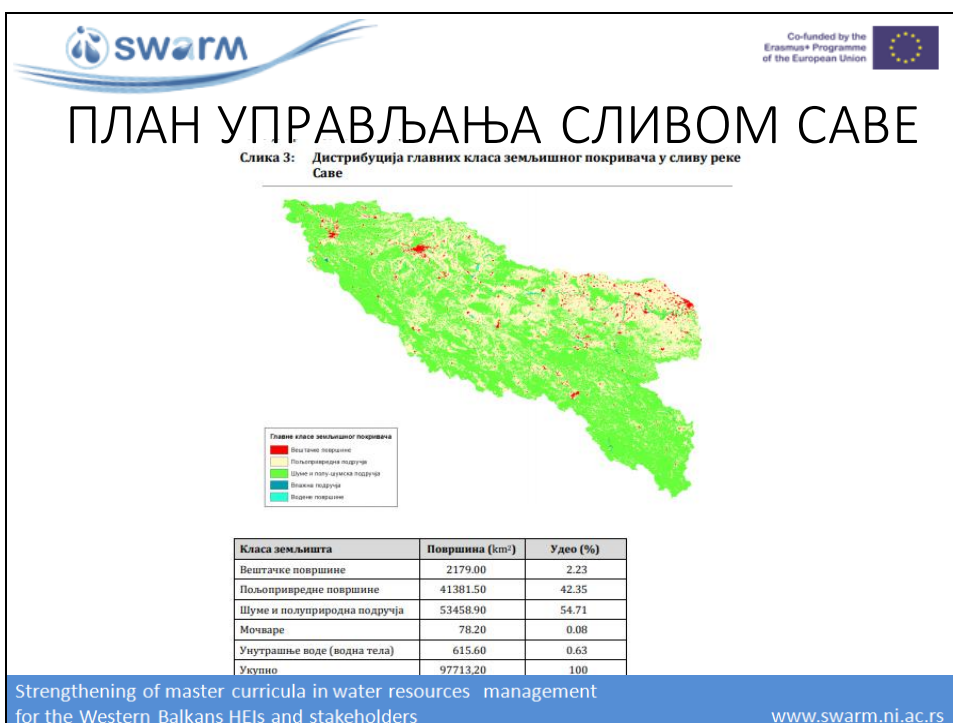 swarm
Co-funded by the
Erasmus+ Programme
of the European Union
ПЛАН УПРАВЉАЊА СЛИВОМ САВЕ
Слика 3: Дистрибуција главних класа земљишног покривача у сливу реке
Саве
Главне класе земљишног покривача
Вештачке површине
Пољопривредна подручја
Шуме и полу-шумска подручја
Влажна подручја
Водене површине
Класа земљишта Површина (km²) Удео (%)
Вештачке површине 2179.00 2.23
Пољопривредне површине 41381.50 42.35
Шуме и полуприродна подручја 53458.90 54.71
Мочваре 78.20 0.08
Унутрашње воде (водна тела) 615.60 0.63
Укупно 97713,20 100
Strengthening of master curricula in water resources management
for the Western Balkans HEIs and stakeholders
www.swarm.ni.ac.rs